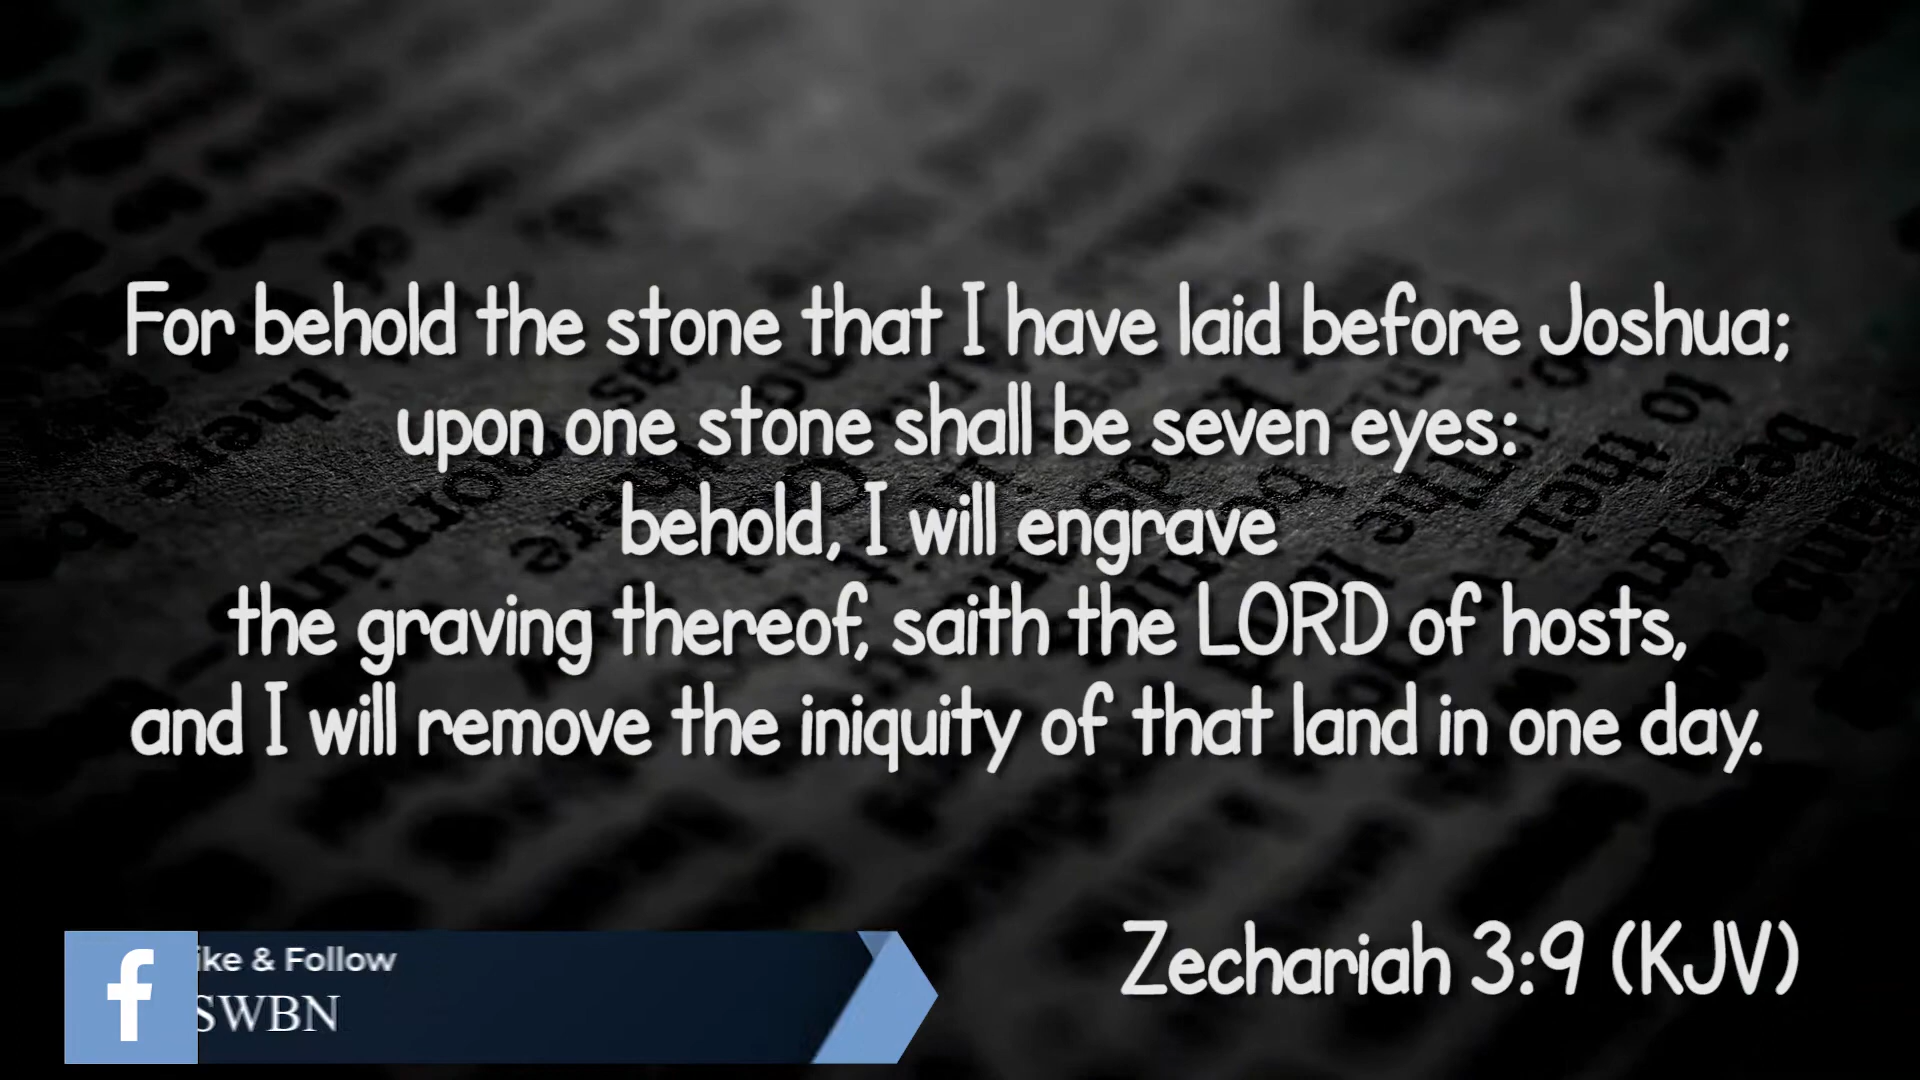 For behold the stone that I have laid before Joshua;
upon one stone shall be seven eyes:
behold, I will engrave
the graving thereof, saith the LORD of hosts,
and I will remove the iniquity of that land in one day.
Zechariah 3:9 (KJV)
ike & Follow
SWBN